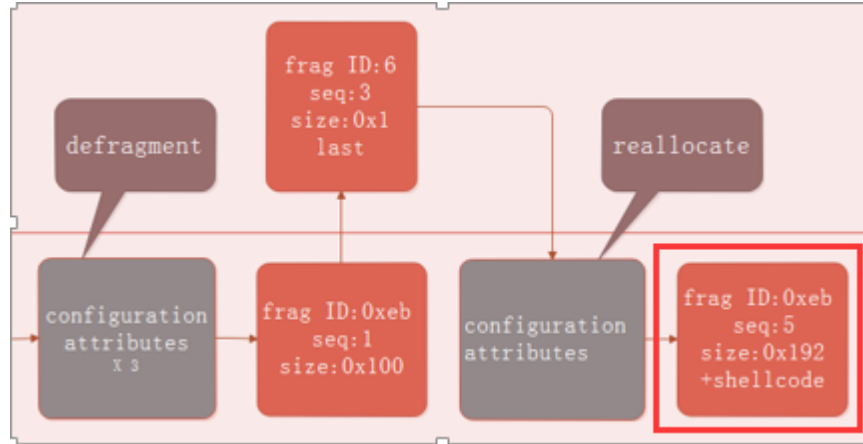 frag ID:6
seq:3
size:0x1
last
defragment
reallocate
configuration
attributes
X 3
frag ID:0xeb
seq:1
size:0x100
configuration
attributes
frag ID:0xeb
seq:5
size:0x192
+shellcode